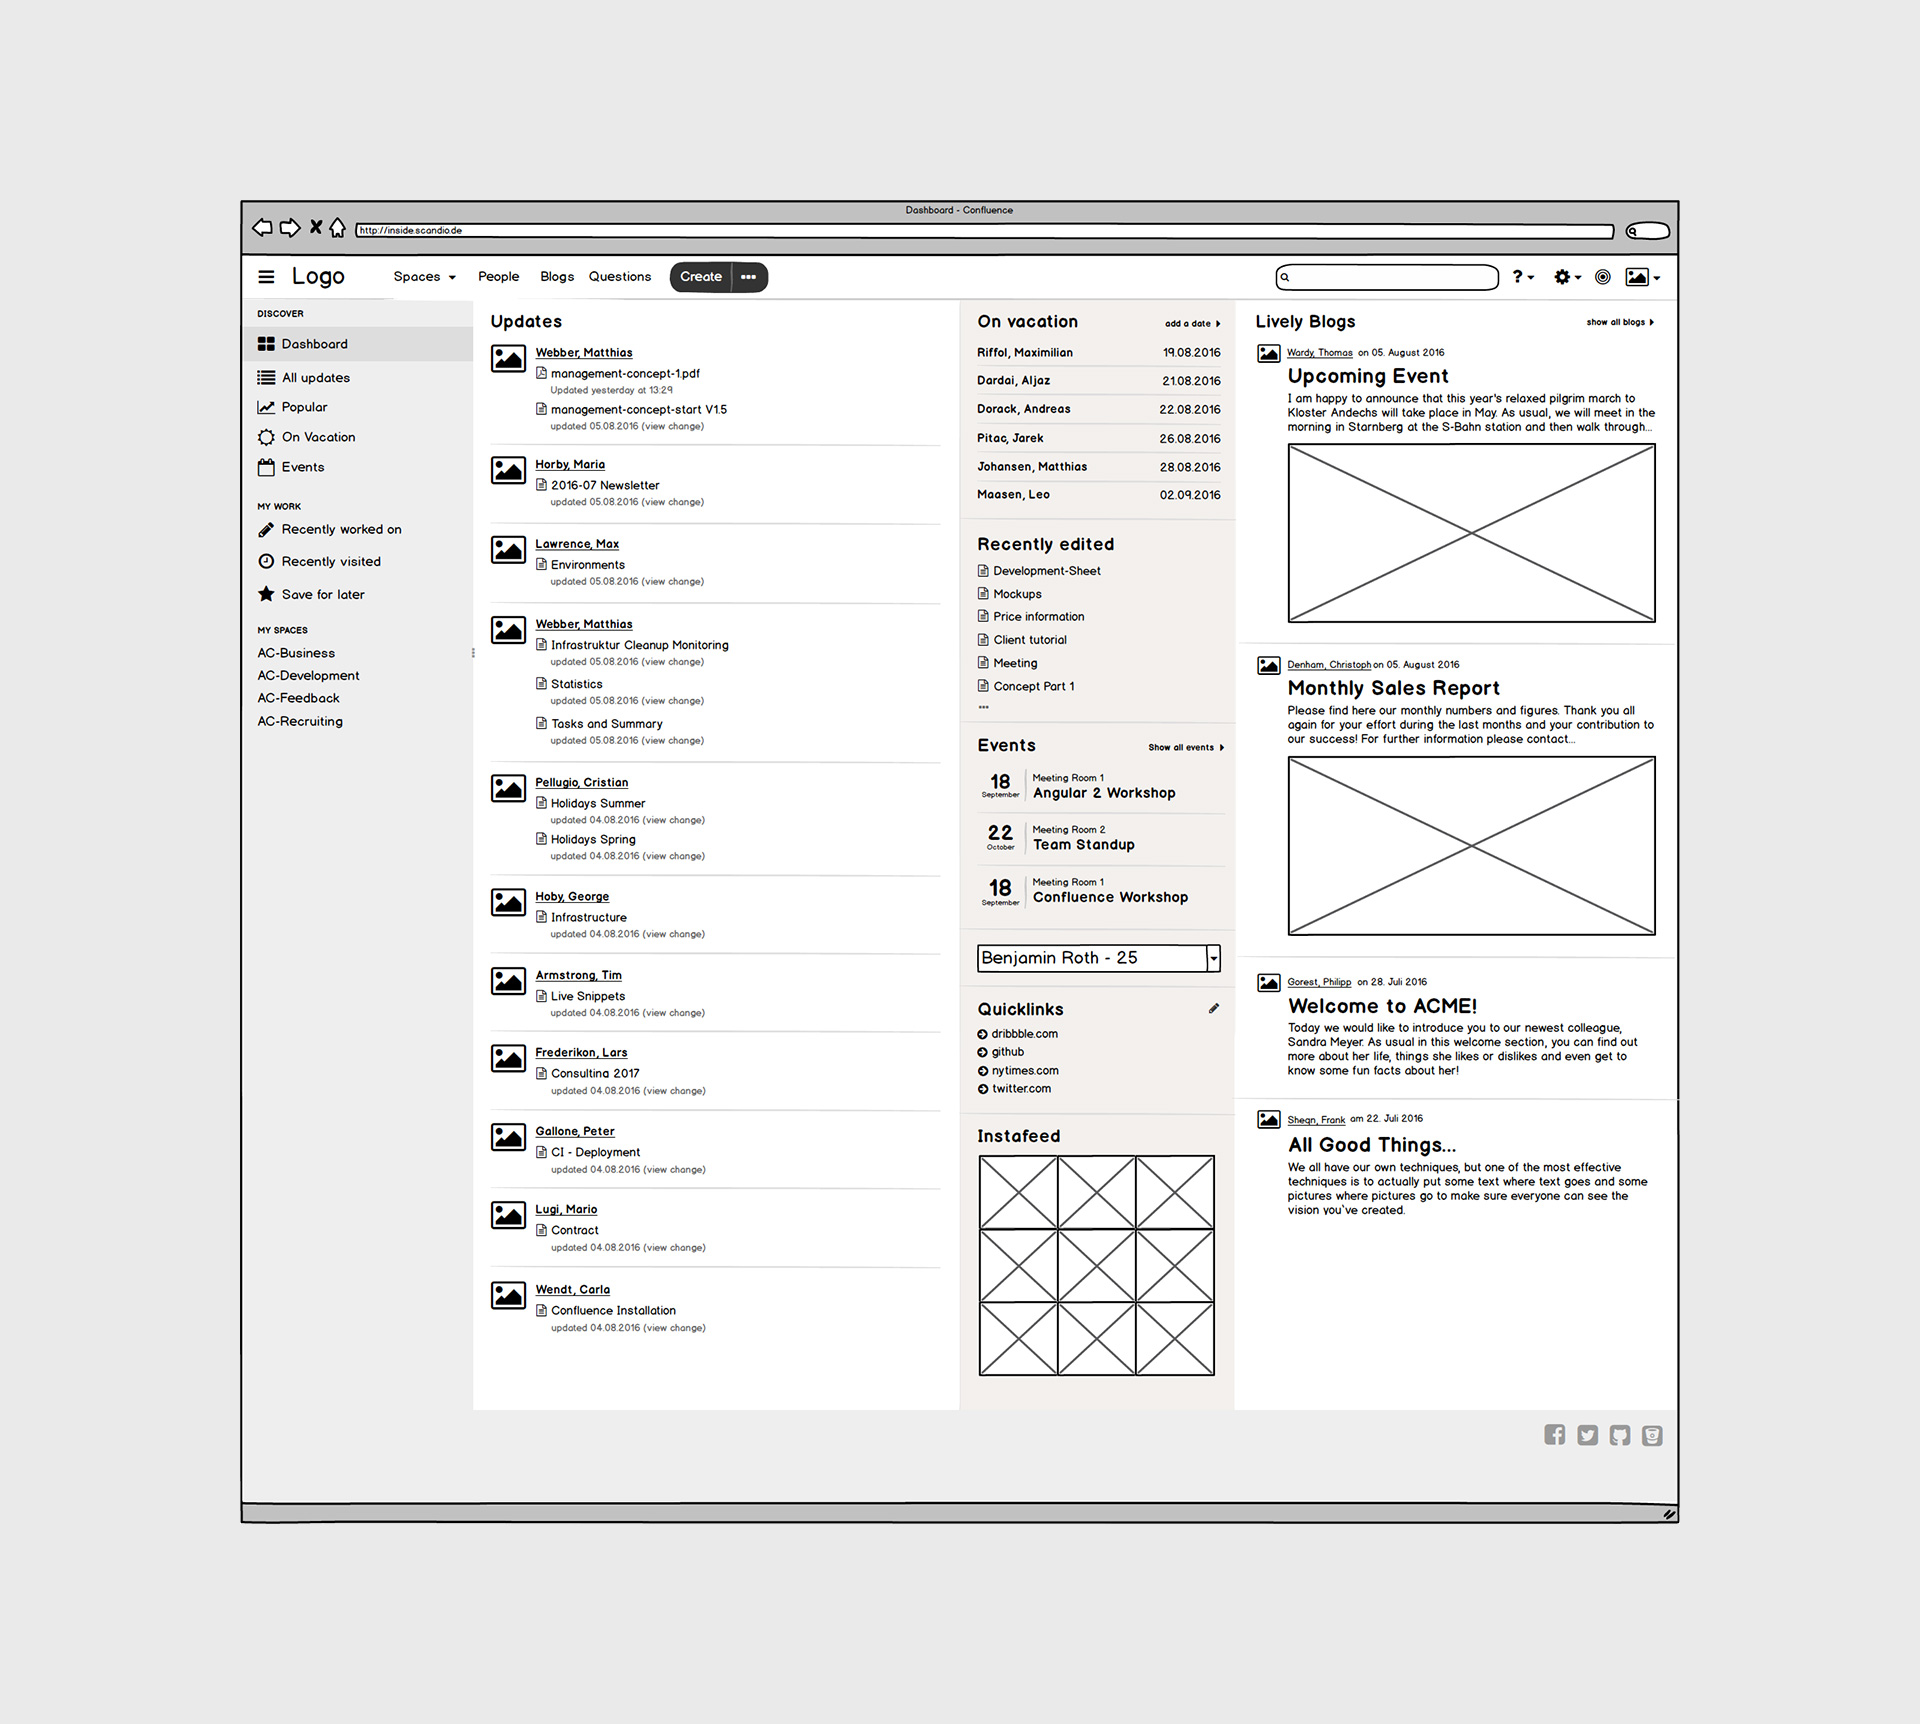 Dashboard - Confluence
http://inside.scandio.de
Logo
Spaces
People
Blogs
Questions
Create
?
DISCOVER
Dashboard
All updates
Popular
On Vacation
Events
MY WORK
Recently worked on
Recently visited
Save for later
MY SPACES
AC-Business
AC-Development
AC-Feedback
AC-Recruiting
Updates
Webber, Matthias
management-concept-1.pdf
Updated yesterday at 13:29
management-concept-start V1.5
updated 05.08.2016 (view change)
Horby, Maria
2016-07 Newsletter
updated 05.08.2016 (view change)
Lawrence, Max
Environments
updated 05.08.2016 (view change)
Webber, Matthias
Infrastruktur Cleanup Monitoring
updated 05.08.2016 (view change)
Statistics
updated 05.08.2016 (view change)
Tasks and Summary
updated 05.08.2016 (view change)
Pellugio, Cristian
Holidays Summer
updated 04.08.2016 (view change)
Holidays Spring
updated 04.08.2016 (view change)
Hoby, George
Infrastructure
updated 04.08.2016 (view change)
Armstrong, Tim
Live Snippets
updated 04.08.2016 (view change)
Frederikon, Lars
Consulting 2017
updated 04.08.2016 (view change)
Gallone, Peter
CI - Deployment
updated 04.08.2016 (view change)
Lugi, Mario
Contract
updated 04.08.2016 (view change)
Wendt, Carla
Confluence Installation
updated 04.08.2016 (view change)
On vacation
add a date
Riffol, Maximilian 19.08.2016
Dardai, Aljaz 21.08.2016
Dorack, Andreas 22.08.2016
Pitac, Jarek 26.08.2016
Johansen, Matthias 28.08.2016
Maasen, Leo 02.09.2016
Recently edited
Development-Sheet
Mockups
Price information
Client tutorial
Meeting
Concept Part 1
...
Events
Show all events
18
September
Meeting Room 1
Angular 2 Workshop
22
October
Meeting Room 2
Team Standup
18
September
Meeting Room 1
Confluence Workshop
Benjamin Roth - 25
Quicklinks
dribbble.com
github
nytimes.com
twitter.com
Instafeed
Lively Blogs
show all blogs
Wardy, Thomas on 05. August 2016
Upcoming Event
I am happy to announce that this year's relaxed pilgrim march to
Kloster Andechs will take place in May. As usual, we will meet in the
morning in Starnberg at the S-Bahn station and then walk through...
Denham, Christoph on 05. August 2016
Monthly Sales Report
Please find here our monthly numbers and figures. Thank you all
again for your effort during the last months and your contribution to
our success! For further information please contact...
Gorest, Philipp on 28. Juli 2016
Welcome to ACME!
Today we would like to introduce you to our newest colleague,
Sandra Meyer. As usual in this welcome section, you can find out
more about her life, things she likes or dislikes and even get to
know some fun facts about her!
Sheqn, Frank am 22. Juli 2016
All Good Things...
We all have our own techniques, but one of the most effective
techniques is to actually put some text where text goes and some
pictures where pictures go to make sure everyone can see the
vision you`ve created.